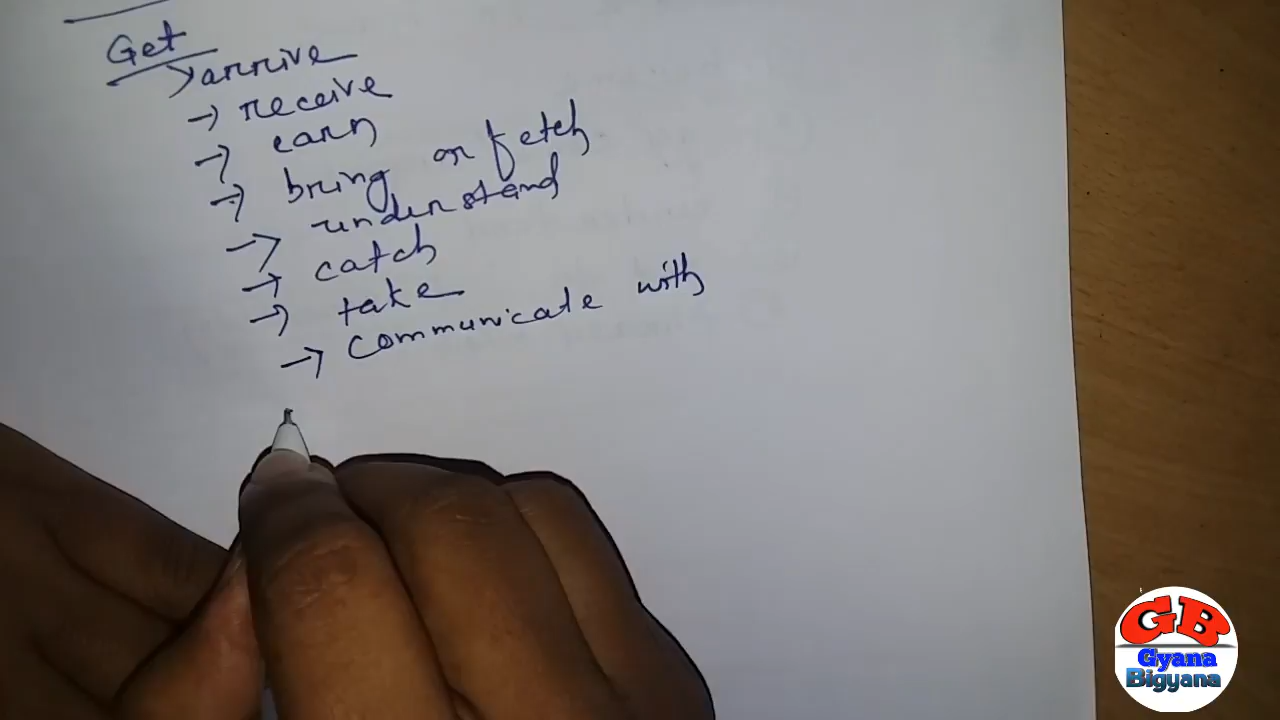 Get
→ arrive
→ receive
→ earn
→ bring or fetch
→ understand
→ catch
→ take
→ communicate with
GB
Gyana
Bigyana